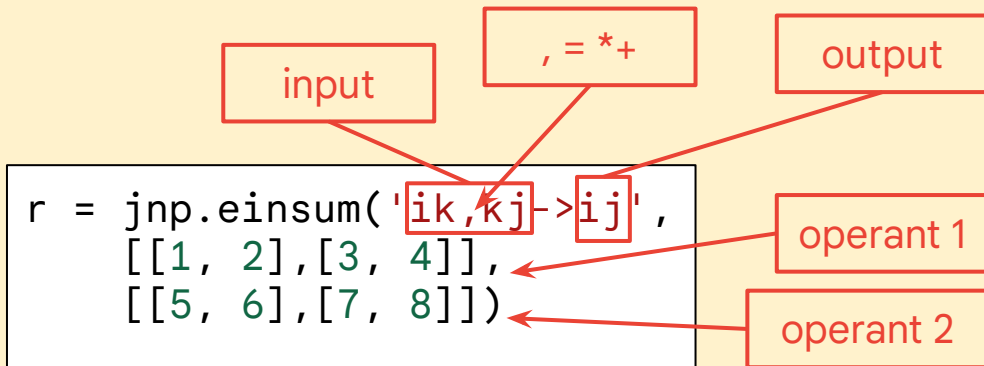 input
, = *+
output
r = jnp.einsum('ik,kj->ij',
[[1, 2],[3, 4]],
[[5, 6],[7, 8]])
operant 1
operant 2